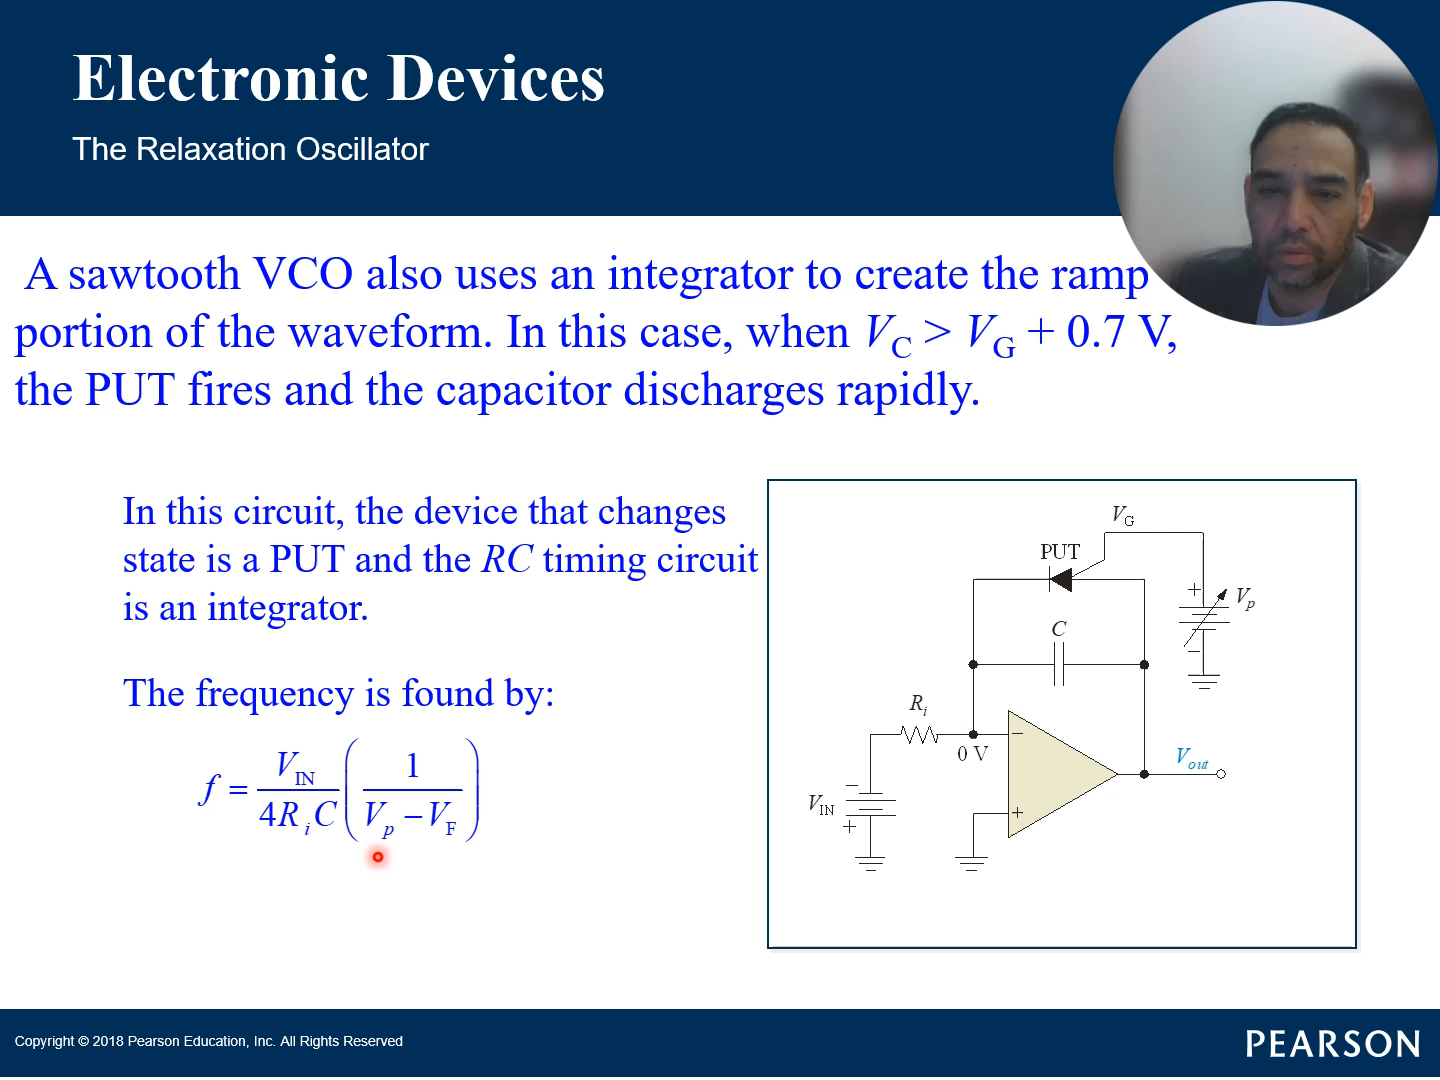 Electronic Devices
The Relaxation Oscillator
A sawtooth VCO also uses an integrator to create the ramp
portion of the waveform. In this case, when VC > VG + 0.7 V,
the PUT fires and the capacitor discharges rapidly.
In this circuit, the device that changes
state is a PUT and the RC timing circuit
is an integrator.
The frequency is found by:
f = VIN / 4RiC (1 / Vp − VF)
VG
PUT
+
Vp
−
C
Ri
−
0 V
Vout
−
VIN
+
+
Copyright © 2018 Pearson Education, Inc. All Rights Reserved
PEARSON